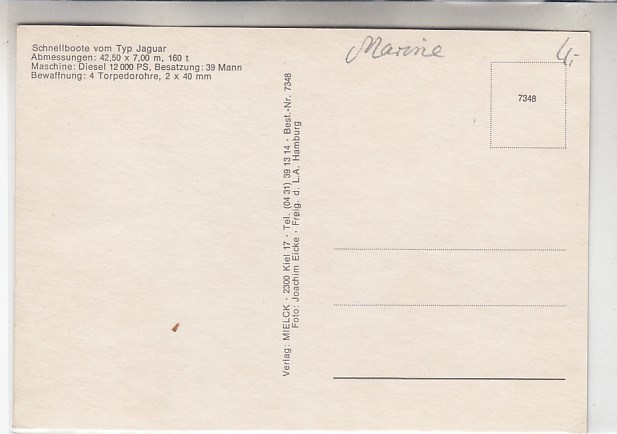 Schnellboote vom Typ Jaguar
Abmessungen: 42,50 x 7,00 m, 160 t
Maschine: Diesel 12 000 PS, Besatzung: 39 Mann
Bewaffnung: 4 Torpedorohre, 2 x 40 mm
Marine
4,-
7348
Verlag: MIELCK · 2300 Kiel 17 · Tel. (04 31) 39 13 14 · Best.-Nr. 7348
Foto: Joachim Eicke · Freig. d. L.A. Hamburg